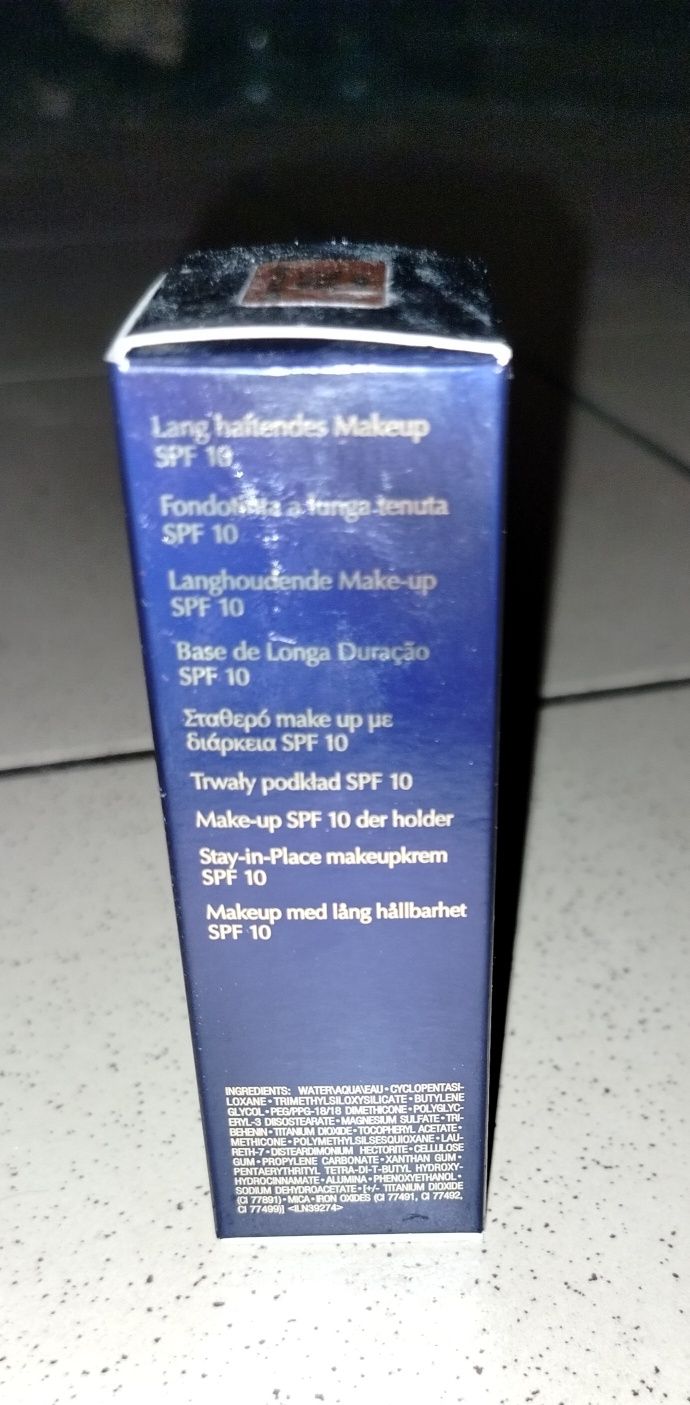 Lang haftendes Makeup
SPF 10
a lunga tenuta
SPF 10
Langhoudende Make-up
SPF 10
Base de Longa Duração
SPF 10
Σταθερό make up με
διάρκεια SPF 10
Trwały podkład SPF 10
Make-up SPF 10 der holder
Stay-in-Place makeupkrem
SPF 10
Makeup med lång hållbarhet
SPF 10
INGREDIENTS: WATER\AQUA\EAU • CYCLOPENTASI-
LOXANE • TRIMETHYLSILOXYSILICATE • BUTYLENE
GLYCOL • PEG/PPG-18/18 DIMETHICONE • POLYGLYC-
ERYL-3 DIISOSTEARATE • MAGNESIUM SULFATE • TRI-
BEHENIN • TITANIUM DIOXIDE • TOCOPHERYL ACETATE •
METHICONE • POLYMETHYLSILSESQUIOXANE • LAU-
RETH-7 • DISTEARDIMONIUM HECTORITE • CELLULOSE
GUM • PROPYLENE CARBONATE • XANTHAN GUM •
PENTAERYTHRITYL TETRA-DI-T-BUTYL HYDROXY-
HYDROCINNAMATE • ALUMINA • PHENOXYETHANOL •
SODIUM DEHYDROACETATE • [+/- TITANIUM DIOXIDE
(CI 77891) • MICA • IRON OXIDES (CI 77491, CI 77492,
CI 77499)] <ILN39274>